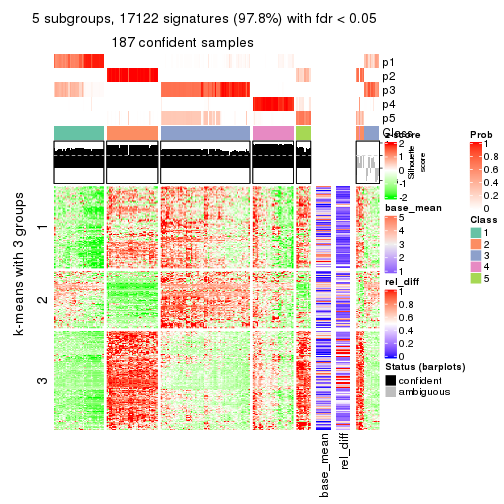 5 subgroups, 17122 signatures (97.8%) with fdr < 0.05
187 confident samples
p1
p2
p3
p4
p5
Class
Silhouette
score
k-means with 3 groups
1
2
3
base_mean
rel_diff
z-score
2
1
0
-1
-2
base_mean
5
4
3
2
1
rel_diff
1
0.8
0.6
0.4
0.2
0
Status (barplots)
confident
ambiguous
Prob
1
0.8
0.6
0.4
0.2
0
Class
1
2
3
4
5